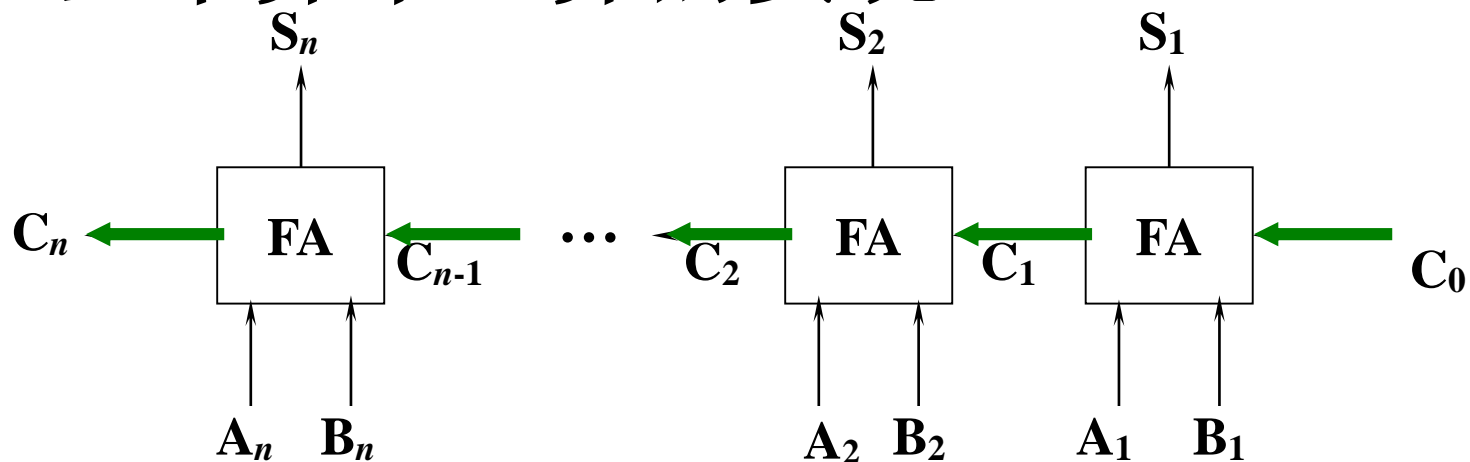 Sn S2 S1
Cn FA Cn-1 … C2 FA C1 FA C0
An Bn A2 B2 A1 B1